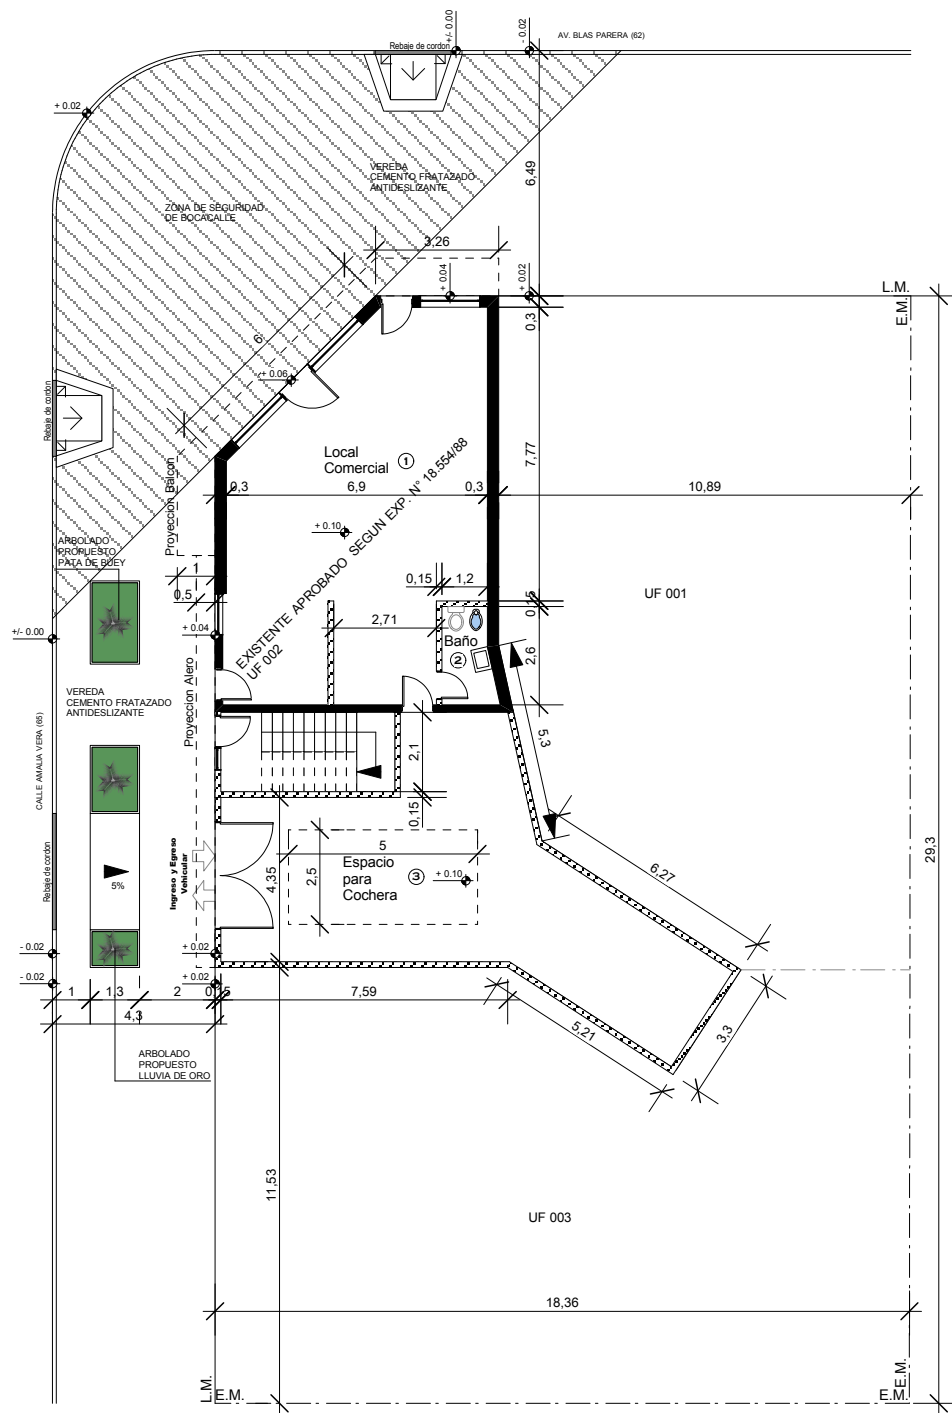 AV. BLAS PARERA (62)
+/- 0.00
- 0.02
Rebaje de cordon
+ 0.02
VEREDA
CEMENTO FRATAZADO
ANTIDESLIZANTE
6,49
ZONA DE SEGURIDAD
DE BOCACALLE
3,26
+ 0.04
+ 0.02
L.M.
E.M.
0,3
6
+ 0.06
Rebaje de cordon
Local
Comercial 1
7,77
0,3
6,9
0,3
10,89
Proyeccion Balcon
+ 0.10
EXISTENTE APROBADO SEGUN EXP. N° 18.554/88
UF 002
ARBOLADO
PROPUESTO
PATA DE BUEY
1
0,5
0,15
1,2
0,15
UF 001
+/- 0.00
+ 0.04
2,71
Baño
2
2,6
VEREDA
CEMENTO FRATAZADO
ANTIDESLIZANTE
Proyeccion Alero
CALLE AMALIA VERA (65)
2,1
5,3
0,15
29,3
Rebaje de cordon
5%
Ingreso y Egreso
Vehicular
4,35
5
2,5
Espacio
para
Cochera
3
+ 0.10
6,27
- 0.02
+ 0.02
- 0.02
+ 0.02
1
1,3
2
0,15
7,59
4,3
5,21
3,3
ARBOLADO
PROPUESTO
LLUVIA DE ORO
11,53
UF 003
18,36
L.M.
E.M.
E.M.
E.M.